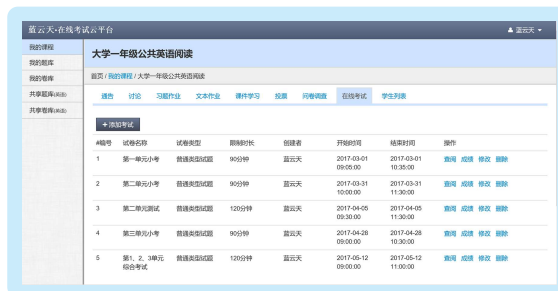 蓝云天·在线考试云平台
蓝云天
我的课程
我的题库
我的卷库
共享题库(英语)
共享卷库(英语)
大学一年级公共英语阅读
首页 / 我的课程 / 大学一年级公共英语阅读
通告 讨论 习题作业 文本作业 课件学习 投票 问卷调查 在线考试 学生列表
+ 添加考试
#编号 试卷名称 试卷类型 限制时长 创建者 开始时间 结束时间 操作
1 第一单元小考 普通类型试题 90分钟 蓝云天 2017-03-01 09:05:00 2017-03-01 10:35:00 查阅 成绩 修改 删除
2 第二单元小考 普通类型试题 90分钟 蓝云天 2017-03-31 10:00:00 2017-03-31 11:30:00 查阅 成绩 修改 删除
3 第二单元测试 普通类型试题 120分钟 蓝云天 2017-04-05 09:30:00 2017-04-05 11:30:00 查阅 成绩 修改 删除
4 第三单元小考 普通类型试题 90分钟 蓝云天 2017-04-28 09:00:00 2017-04-28 10:30:00 查阅 成绩 修改 删除
5 第1、2、3单元综合考试 普通类型试题 120分钟 蓝云天 2017-05-12 09:00:00 2017-05-12 11:00:00 查阅 成绩 修改 删除